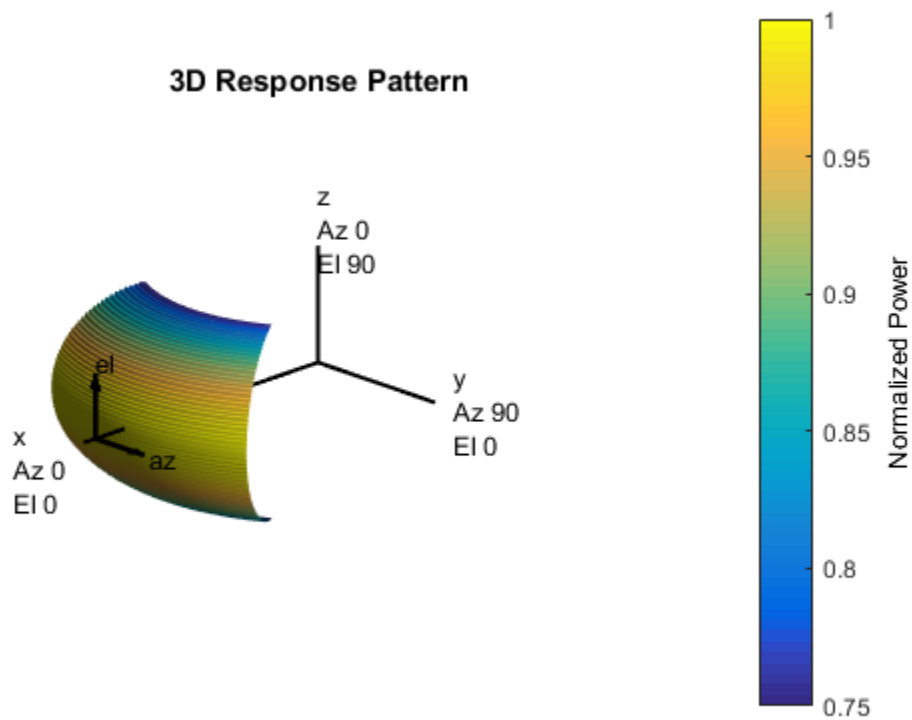 3D Response Pattern
z
Az 0
El 90
el
y
Az 90
El 0
x
Az 0
El 0
az
1
0.95
0.9
0.85
0.8
0.75
Normalized Power